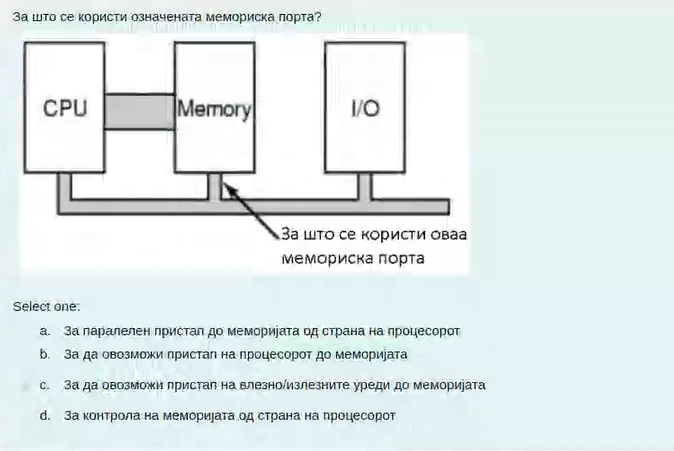 За што се користи означената мемориска порта?
CPU
Memory
I/O
За што се користи оваа
мемориска порта
Select one:
a. За паралелен пристап до меморијата од страна на процесорот
b. За да овозможи пристап на процесорот до меморијата
c. За да овозможи пристап на влезно/излезните уреди до меморијата
d. За контрола на меморијата од страна на процесорот